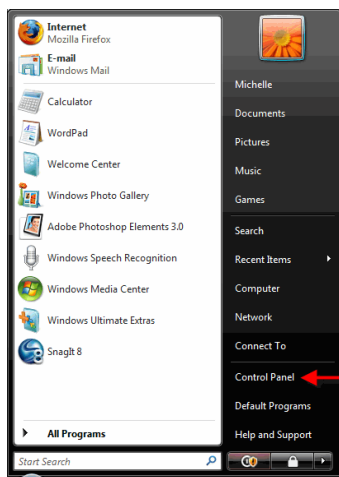 Internet
Mozilla Firefox
E-mail
Windows Mail
Calculator
WordPad
Welcome Center
Windows Photo Gallery
Adobe Photoshop Elements 3.0
Windows Speech Recognition
Windows Media Center
Windows Ultimate Extras
SnagIt 8
All Programs
Start Search
Michelle
Documents
Pictures
Music
Games
Search
Recent Items
Computer
Network
Connect To
Control Panel
Default Programs
Help and Support